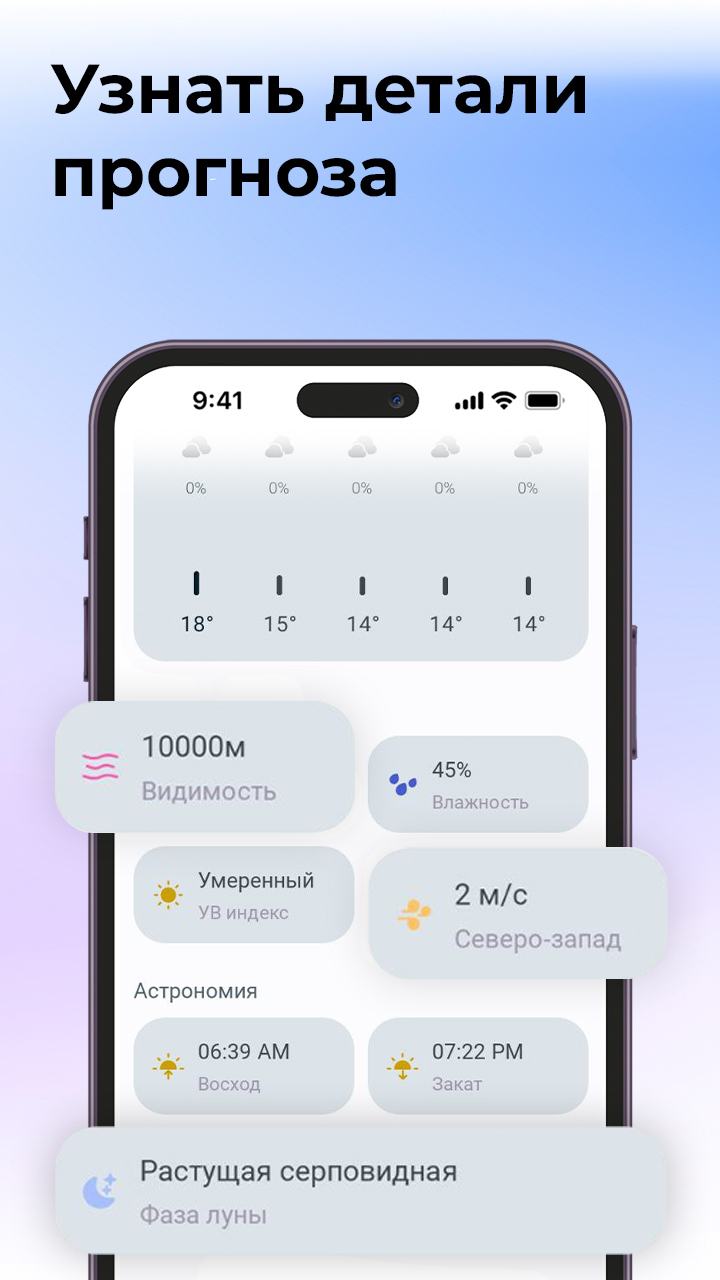 Узнать детали
прогноза
9:41
0% 0% 0% 0% 0%
18° 15° 14° 14° 14°
10000м
Видимость
45%
Влажность
Умеренный
УВ индекс
2 м/с
Северо-запад
Астрономия
06:39 AM
Восход
07:22 PM
Закат
Растущая серповидная
Фаза луны